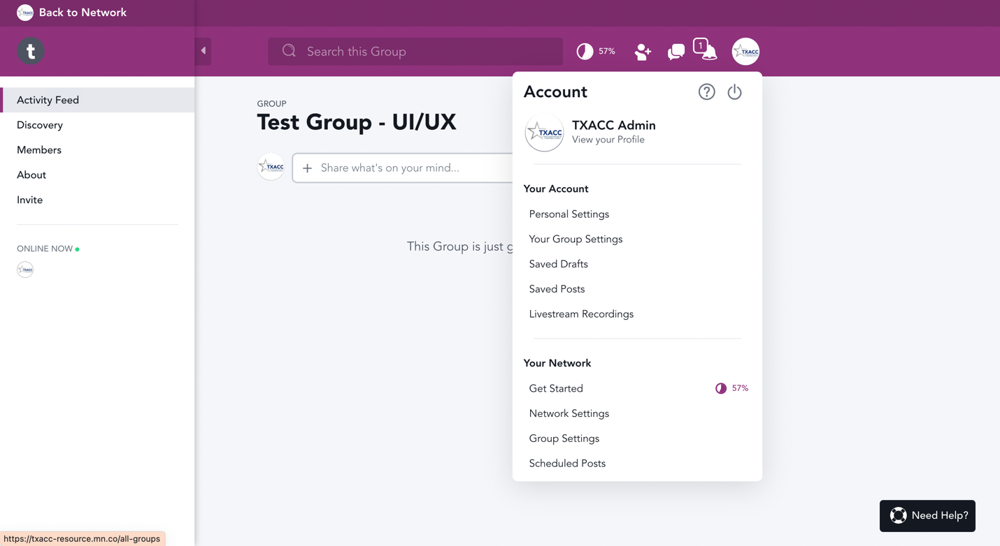 Back to Network
t
Search this Group
57%
1
TXACC
Activity Feed
Discovery
Members
About
Invite
ONLINE NOW
TXACC
GROUP
Test Group - UI/UX
TXACC
+ Share what's on your mind...
This Group is just g
Account
?
TXACC
TXACC Admin
View your Profile
Your Account
Personal Settings
Your Group Settings
Saved Drafts
Saved Posts
Livestream Recordings
Your Network
Get Started 57%
Network Settings
Group Settings
Scheduled Posts
Need Help?
https://txacc-resource.mn.co/all-groups